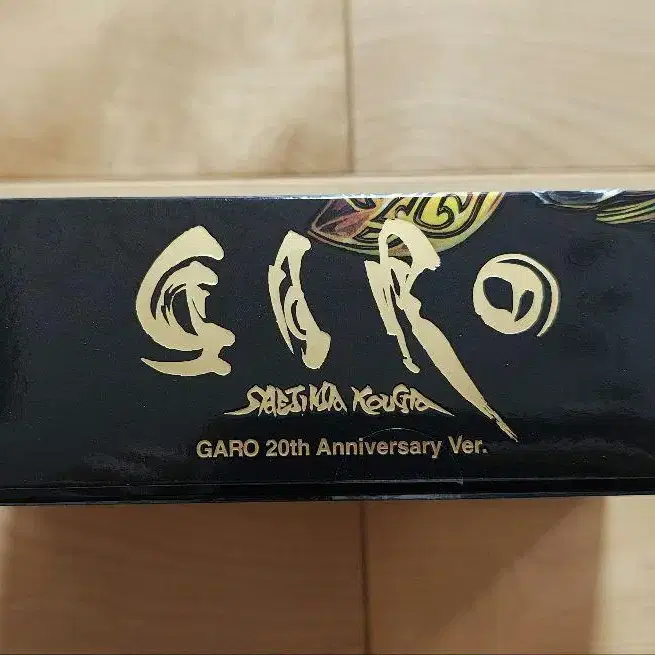 GARO
SAEJIMA KOUGA
GARO 20th Anniversary Ver.